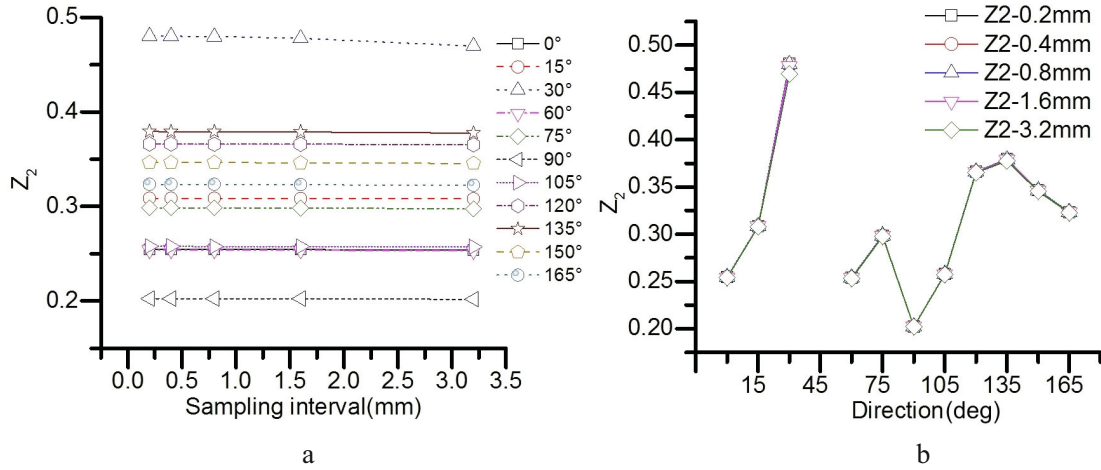 a
Z2
0.5
0.4
0.3
0.2
0.0 0.5 1.0 1.5 2.0 2.5 3.0 3.5
Sampling interval(mm)
0°
15°
30°
60°
75°
90°
105°
120°
135°
150°
165°
a
Z2
0.50
0.45
0.40
0.35
0.30
0.25
0.20
15 45 75 105 135 165
Direction(deg)
Z2-0.2mm
Z2-0.4mm
Z2-0.8mm
Z2-1.6mm
Z2-3.2mm
b
b